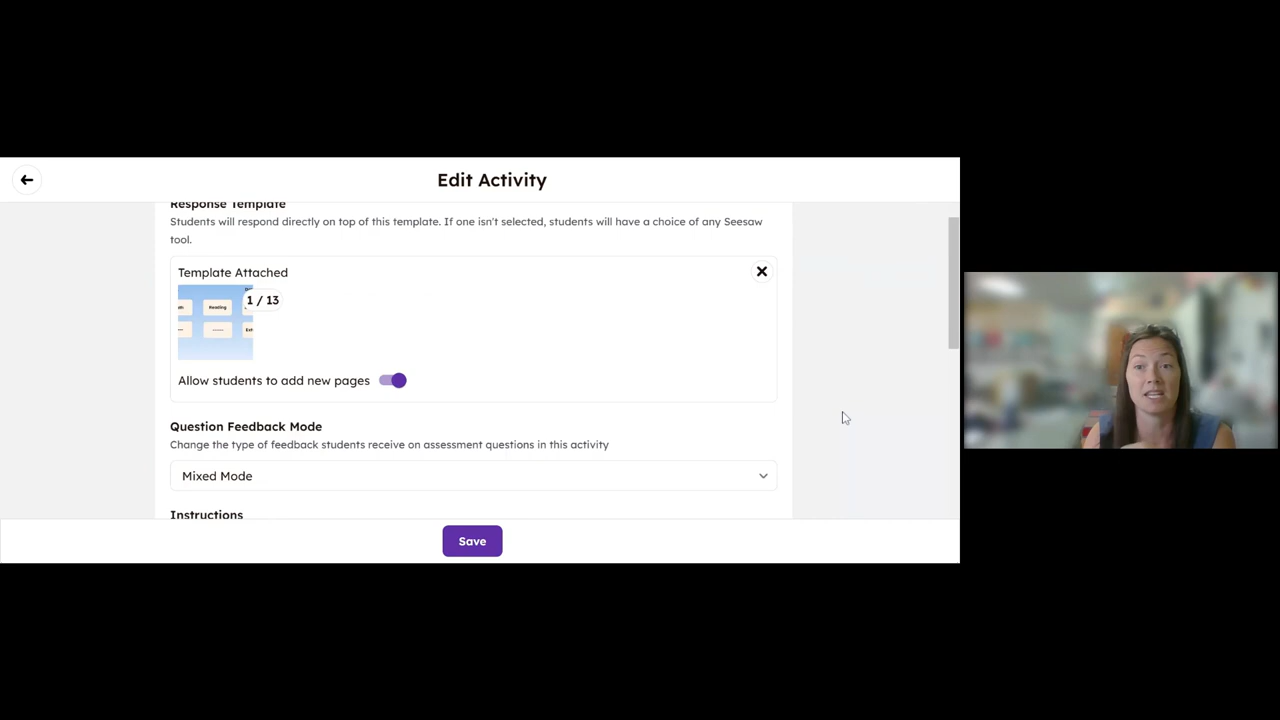 Edit Activity
Response Template
Students will respond directly on top of this template. If one isn't selected, students will have a choice of any Seesaw
tool.
Template Attached
1 / 13
Reading
Allow students to add new pages
Question Feedback Mode
Change the type of feedback students receive on assessment questions in this activity
Mixed Mode
Instructions
Save